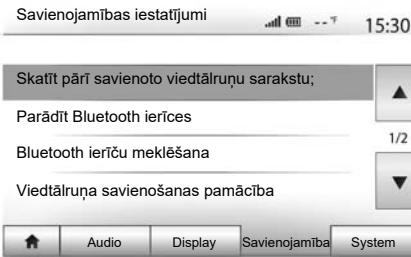 Savienojamības iestatījumi
-- °F 15:30
Skatīt pārī savienoto viedtālruņu sarakstu;
Parādīt Bluetooth ierīces
1/2
Bluetooth ierīču meklēšana
Viedtālruņa savienošanas pamācība
Audio Display Savienojamība System